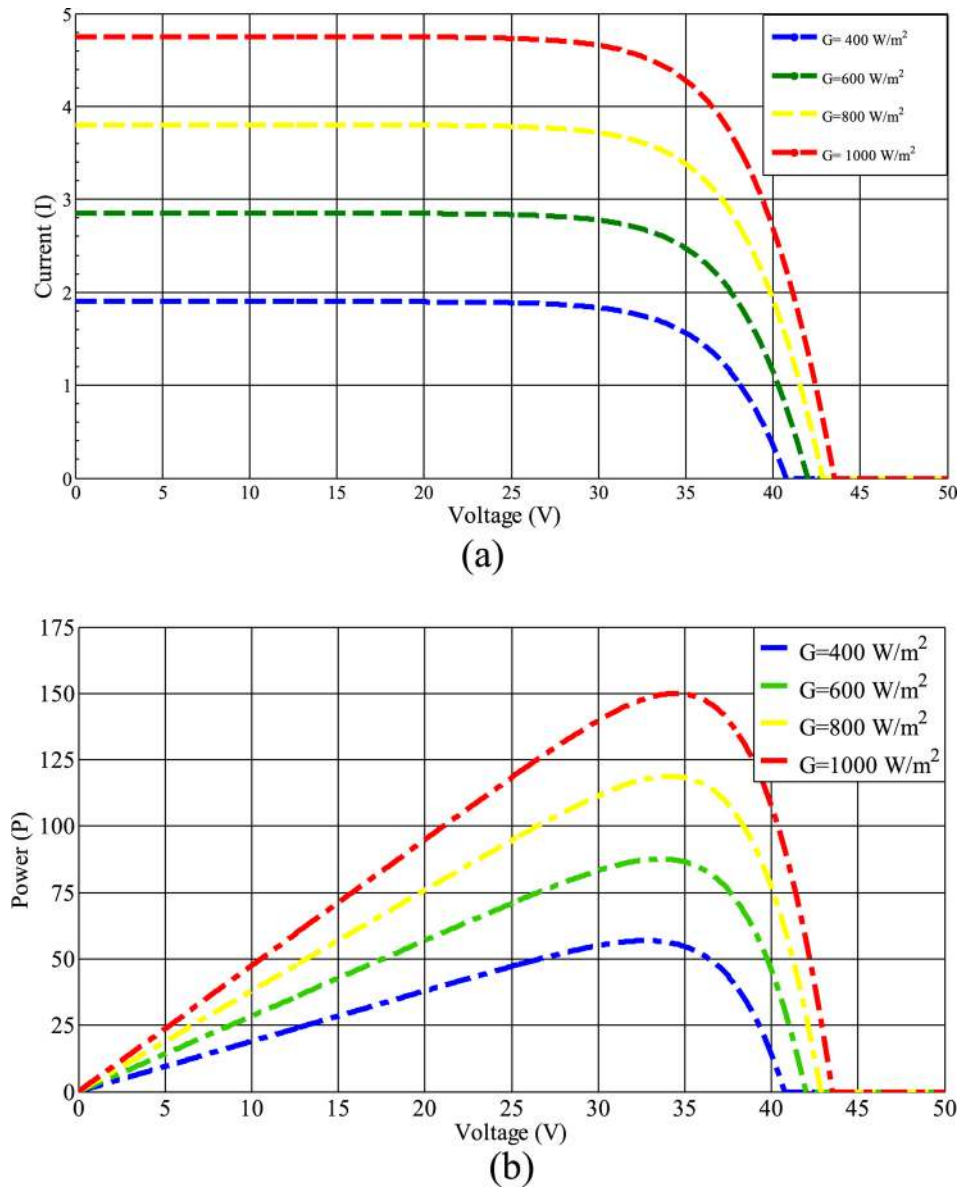 5
4
3
2
1
0
Current (I)
G= 400 W/m²
G=600 W/m²
G=800 W/m²
G= 1000 W/m²
0 5 10 15 20 25 30 35 40 45 50
Voltage (V)
(a)
175
150
125
100
75
50
25
0
Power (P)
G=400 W/m²
G=600 W/m²
G=800 W/m²
G=1000 W/m²
0 5 10 15 20 25 30 35 40 45 50
Voltage (V)
(b)